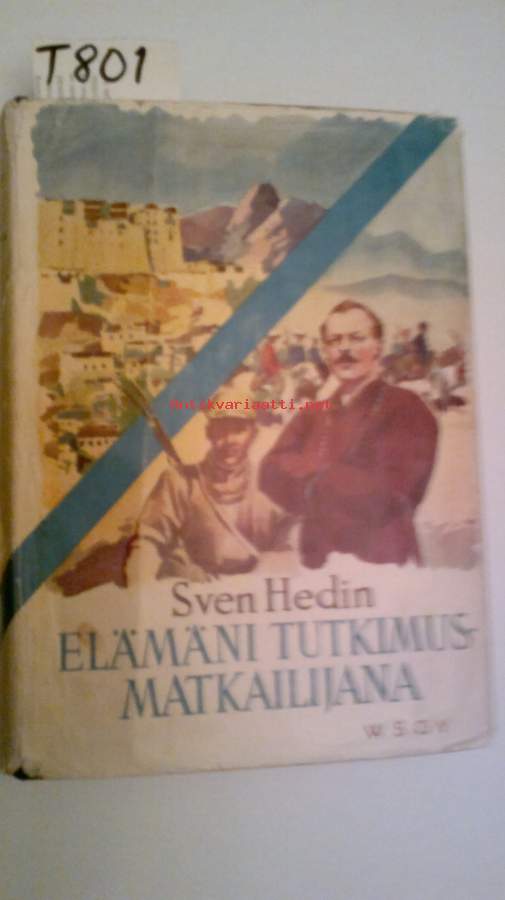 T801
Antikvariaatti.net
Sven Hedin
ELÄMÄNI TUTKIMUS-
MATKAILIJANA
W. S. O. Y.